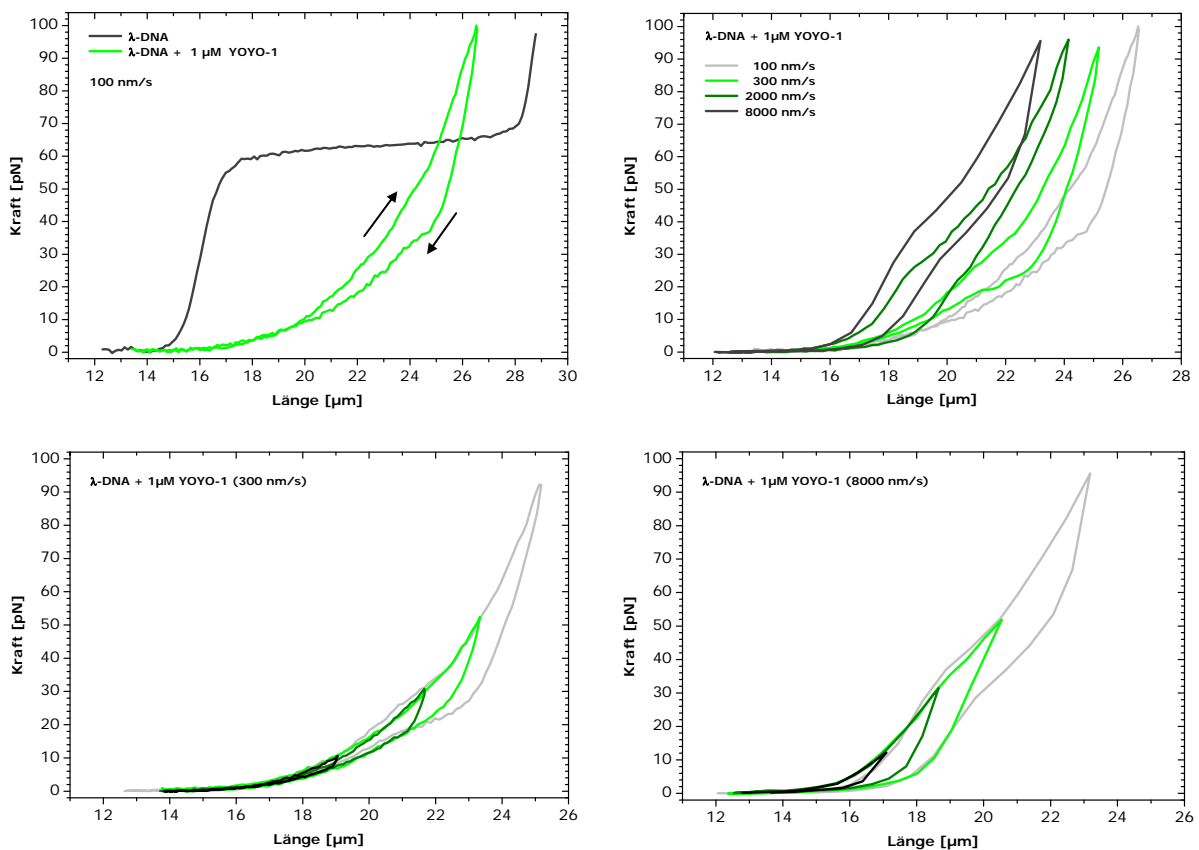 λ-DNA
λ-DNA + 1 µM YOYO-1
100 nm/s
Kraft [pN]
100
90
80
70
60
50
40
30
20
10
0
12 14 16 18 20 22 24 26 28 30
Länge [µm]
λ-DNA + 1µM YOYO-1
100 nm/s
300 nm/s
2000 nm/s
8000 nm/s
Kraft [pN]
100
90
80
70
60
50
40
30
20
10
0
12 14 16 18 20 22 24 26 28
Länge [µm]
λ-DNA + 1µM YOYO-1 (300 nm/s)
Kraft [pN]
100
90
80
70
60
50
40
30
20
10
0
12 14 16 18 20 22 24 26
Länge [µm]
λ-DNA + 1µM YOYO-1 (8000 nm/s)
Kraft [pN]
100
90
80
70
60
50
40
30
20
10
0
12 14 16 18 20 22 24 26
Länge [µm]